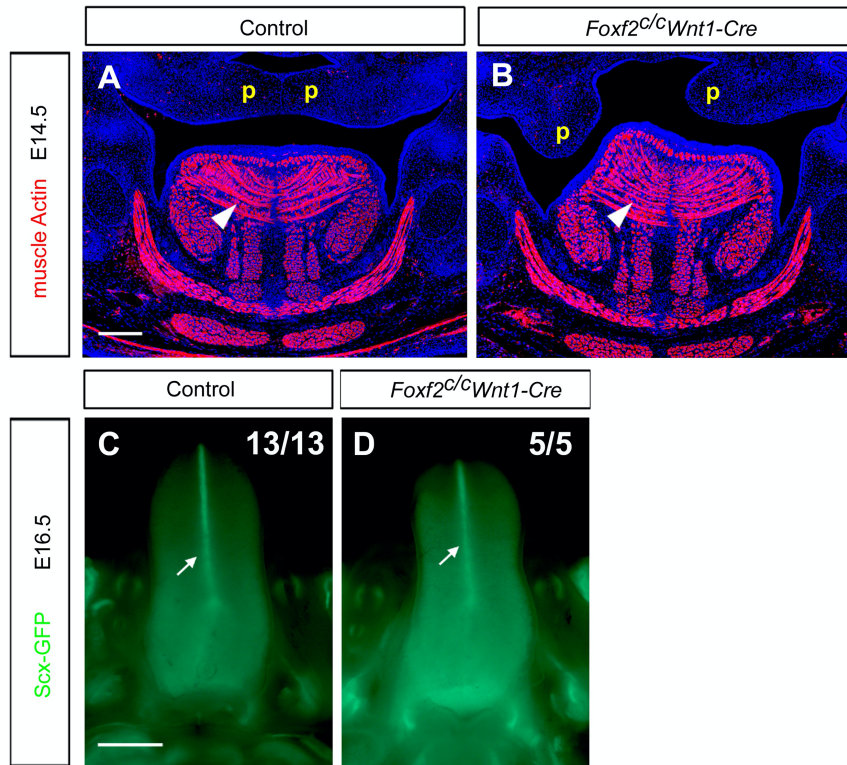 Control
Foxf2c/cWnt1-Cre
muscle Actin E14.5
A
p p
B
p
p
Control
Foxf2c/cWnt1-Cre
Scx-GFP E16.5
C
13/13
D
5/5